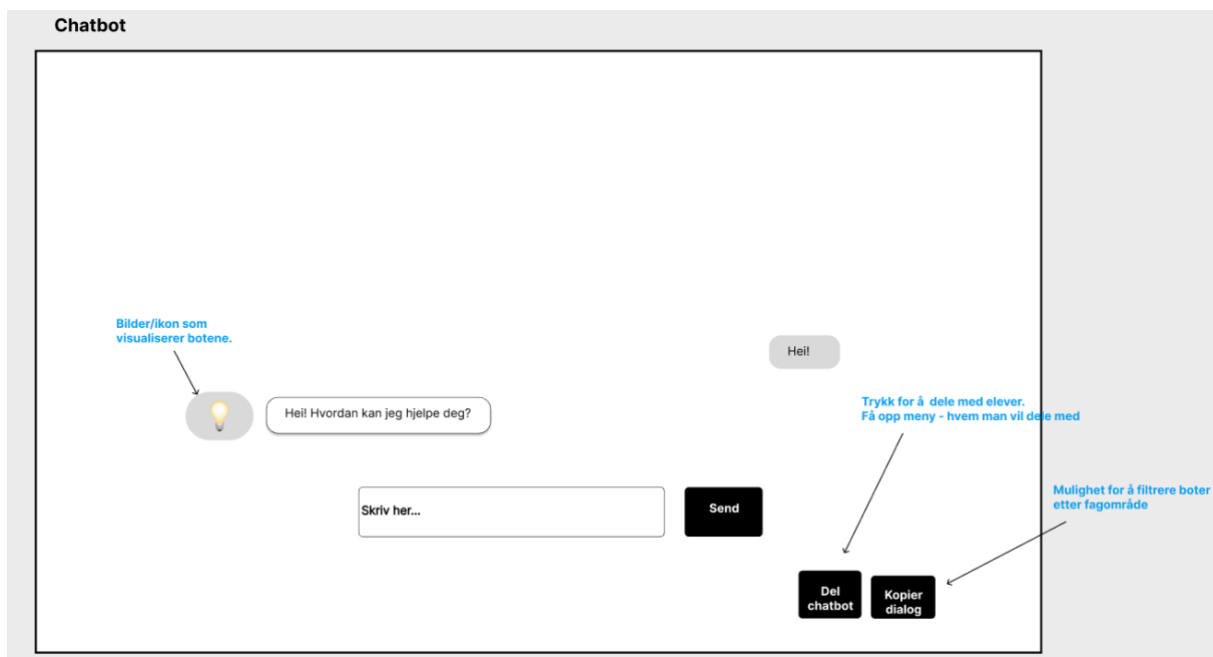 Chatbot
Bilder/ikon som
visualiserer botene.
Hei!
Hei! Hvordan kan jeg hjelpe deg?
Trykk for å dele med elever.
Få opp meny - hvem man vil dele med
Skriv her...
Send
Mulighet for å filtrere boter
etter fagområde
Del
chatbot
Kopier
dialog